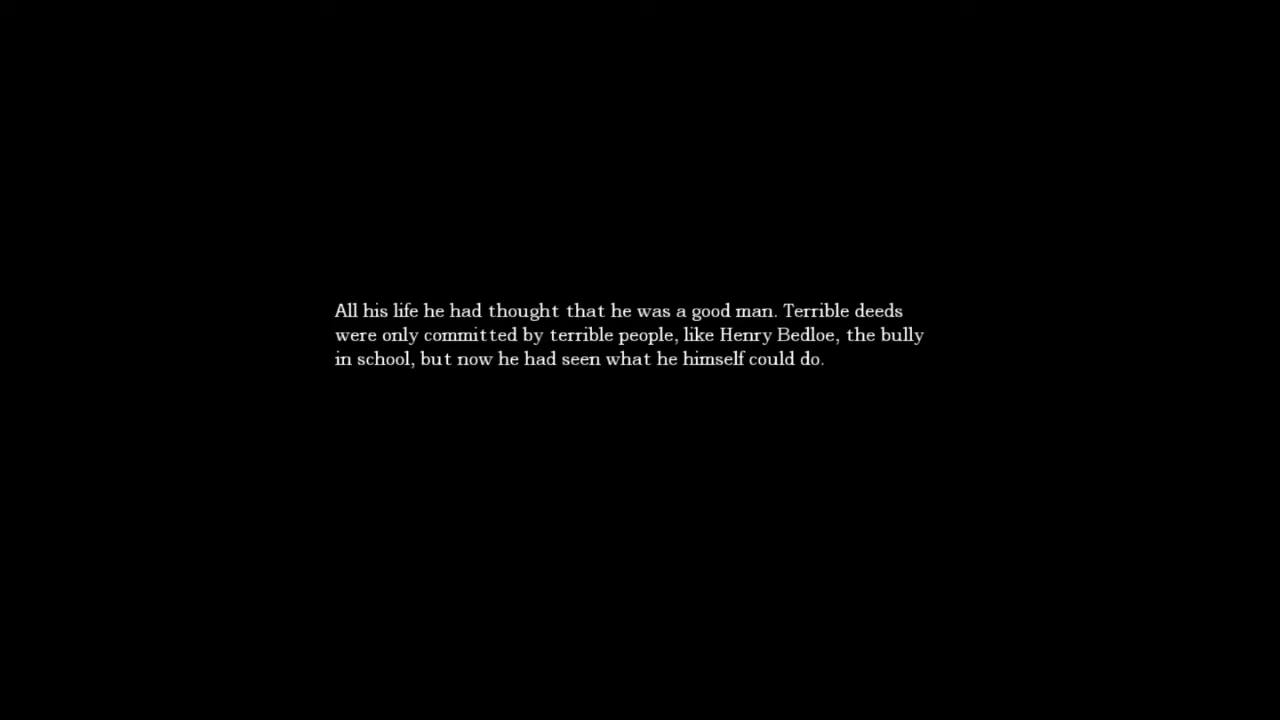 All his life he had thought that he was a good man. Terrible deeds
were only committed by terrible people, like Henry Bedloe, the bully
in school, but now he had seen what he himself could do.